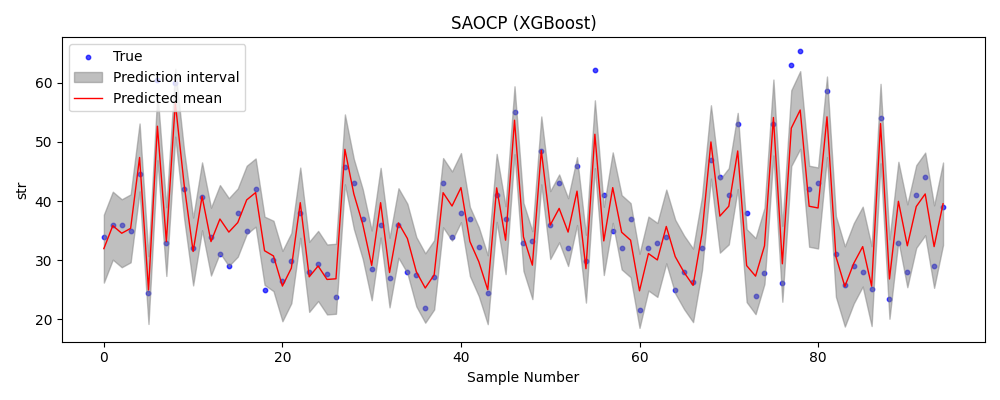 SAOCP (XGBoost)
True
Prediction interval
Predicted mean
str
60
50
40
30
20
0
20
40
60
80
Sample Number